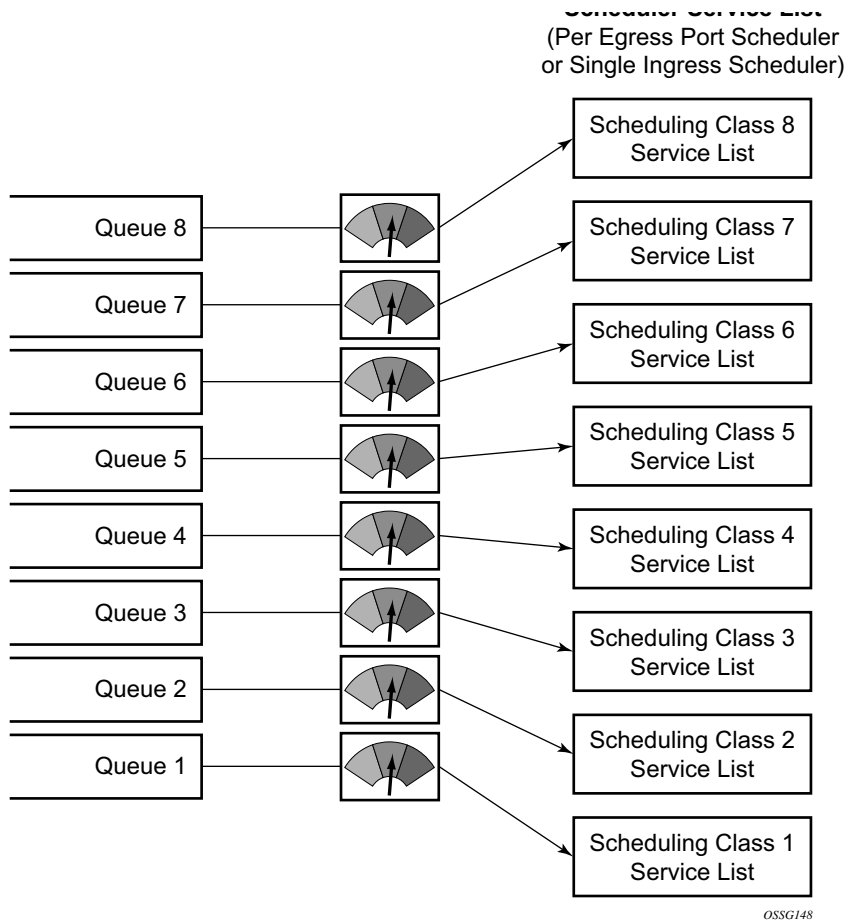 Scheduler Service List
(Per Egress Port Scheduler
or Single Ingress Scheduler)
Scheduling Class 8
Service List
Queue 8
Scheduling Class 7
Service List
Queue 7
Scheduling Class 6
Service List
Queue 6
Scheduling Class 5
Service List
Queue 5
Scheduling Class 4
Service List
Queue 4
Scheduling Class 3
Service List
Queue 3
Scheduling Class 2
Service List
Queue 2
Queue 1
Scheduling Class 1
Service List
OSSG148